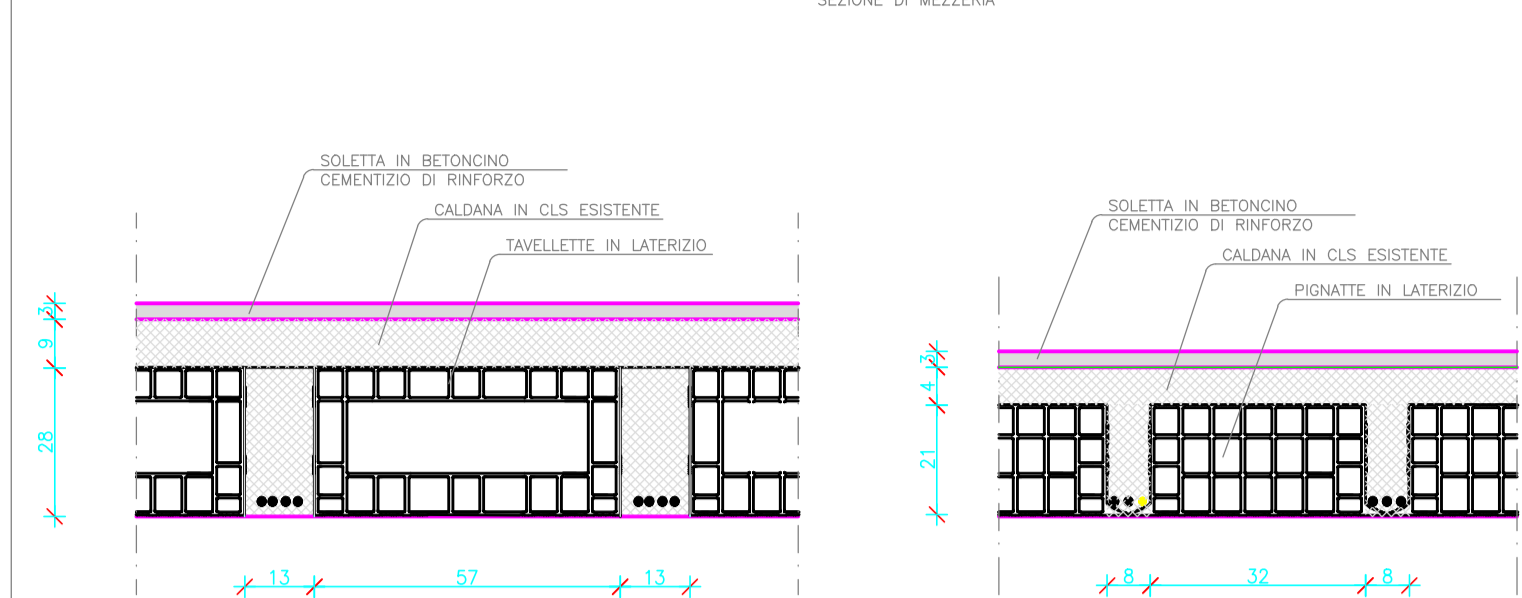 SEZIONE DI MEZZERIA
SOLETTA IN BETONCINO
CEMENTIZIO DI RINFORZO
CALDANA IN CLS ESISTENTE
TAVELLETTE IN LATERIZIO
3
9
28
13
57
13
SOLETTA IN BETONCINO
CEMENTIZIO DI RINFORZO
CALDANA IN CLS ESISTENTE
PIGNATTE IN LATERIZIO
3
4
21
8
32
8